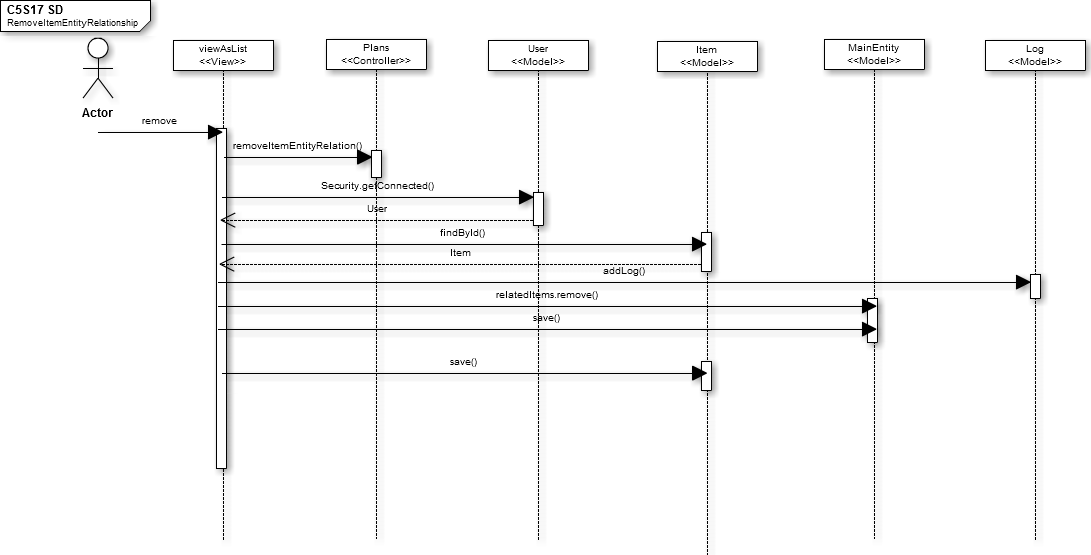 C5S17 SD
RemoveItemEntityRelationship
viewAsList
<<View>>
Plans
<<Controller>>
User
<<Model>>
Item
<<Model>>
MainEntity
<<Model>>
Log
<<Model>>
Actor
remove
removeItemEntityRelation()
Security.getConnected()
User
findById()
Item
addLog()
relatedItems.remove()
save()
save()